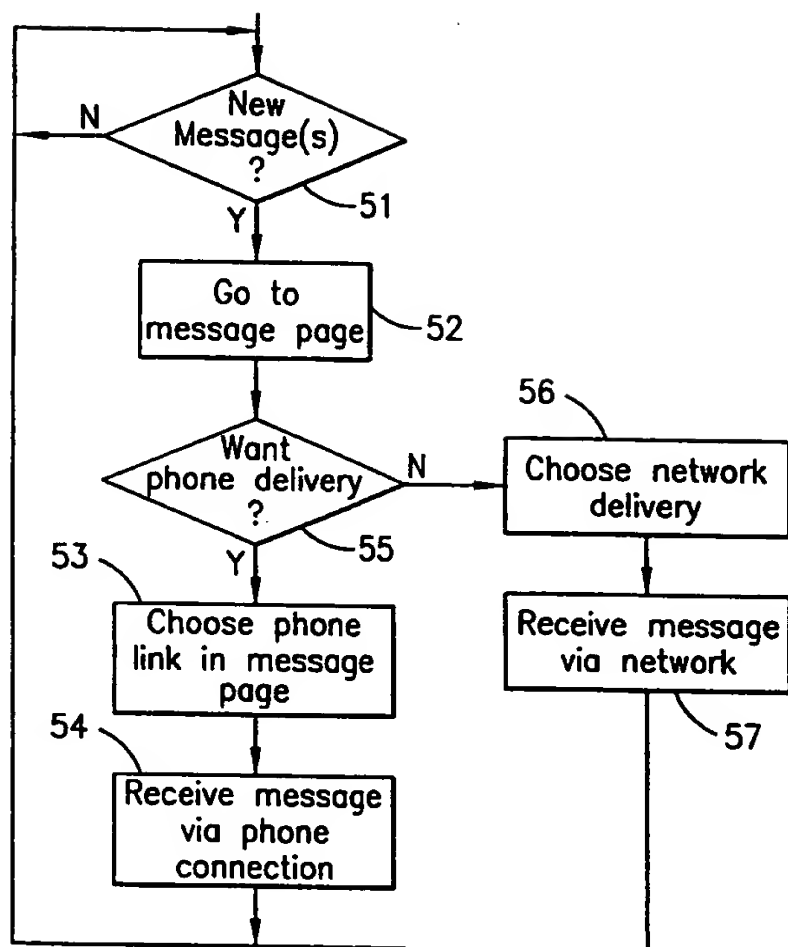 New
Message(s)
?
N
51
Y
Go to
message page
52
Want
phone delivery
?
N
55
Y
56
Choose network
delivery
53
Choose phone
link in message
page
Receive message
via network
57
54
Receive message
via phone
connection